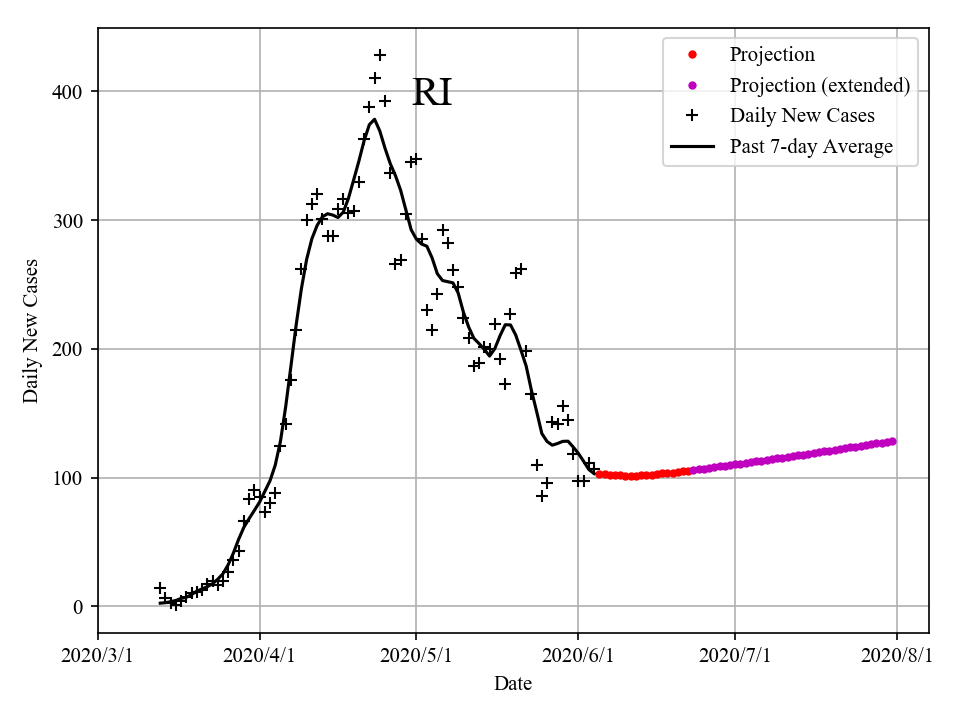 RI
Projection
Projection (extended)
Daily New Cases
Past 7-day Average
Daily New Cases
400
300
200
100
0
2020/3/1 2020/4/1 2020/5/1 2020/6/1 2020/7/1 2020/8/1
Date